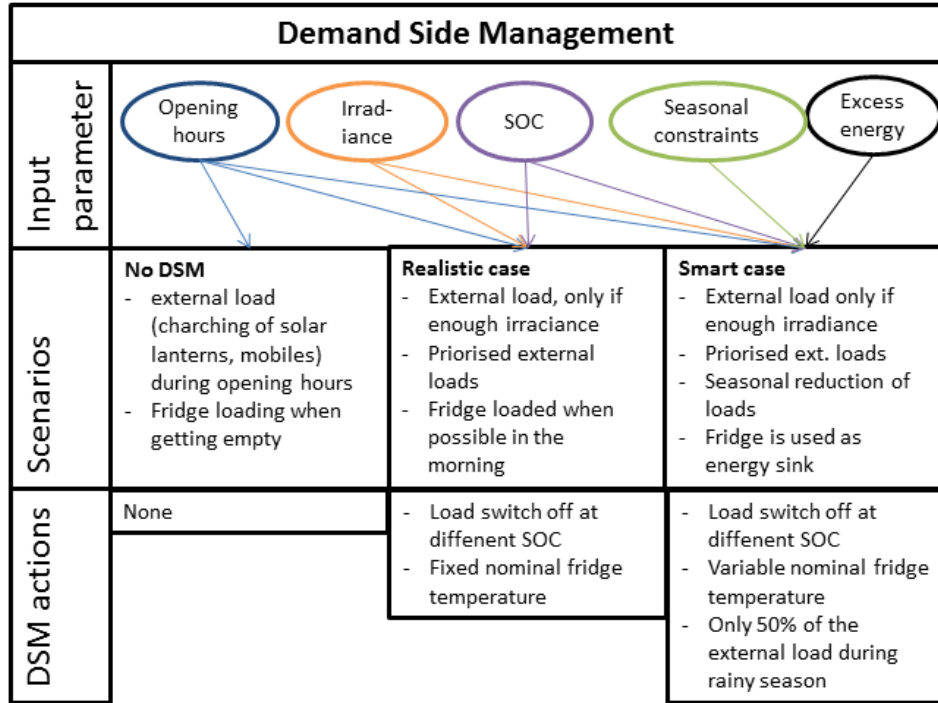 Demand Side Management
Input
parameter
Opening
hours
Irrad-
iance
SOC
Seasonal
constraints
Excess
energy
Scenarios
No DSM
- external load
(charching of solar
lanterns, mobiles)
during opening hours
- Fridge loading when
getting empty
Realistic case
- External load, only if
enough irraciance
- Priorised external
loads
- Fridge loaded when
possible in the
morning
Smart case
- External load only if
enough irradiance
- Priorised ext. loads
- Seasonal reduction of
loads
- Fridge is used as
energy sink
DSM actions
None
- Load switch off at
diffenent SOC
- Fixed nominal fridge
temperature
- Load switch off at
diffenent SOC
- Variable nominal fridge
temperature
- Only 50% of the
external load during
rainy season